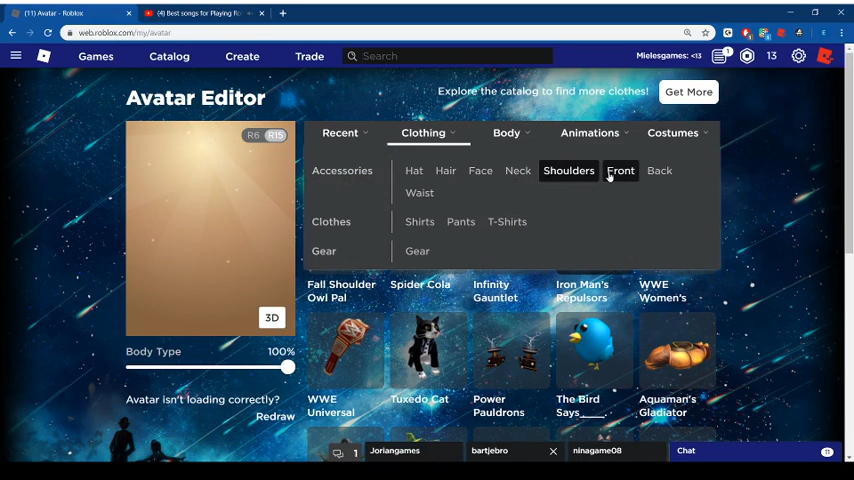 (11) Avatar - Roblox
(4) Best songs for Playing Ro
web.roblox.com/my/avatar
Games Catalog Create Trade Search Mielesgames: <13 1 13
Avatar Editor
Explore the catalog to find more clothes! Get More
R6 R15
Recent Clothing Body Animations Costumes
Accessories Hat Hair Face Neck Shoulders Front Back
Waist
Clothes Shirts Pants T-Shirts
Gear Gear
3D
Body Type 100%
Avatar isn't loading correctly?
Redraw
Fall Shoulder Owl Pal
Spider Cola
Infinity Gauntlet
Iron Man's Repulsors
WWE Women's
WWE Universal
Tuxedo Cat
Power Pauldrons
The Bird Says____.
Aquaman's Gladiator
1 Joriangames bartjebro ninagame08 Chat